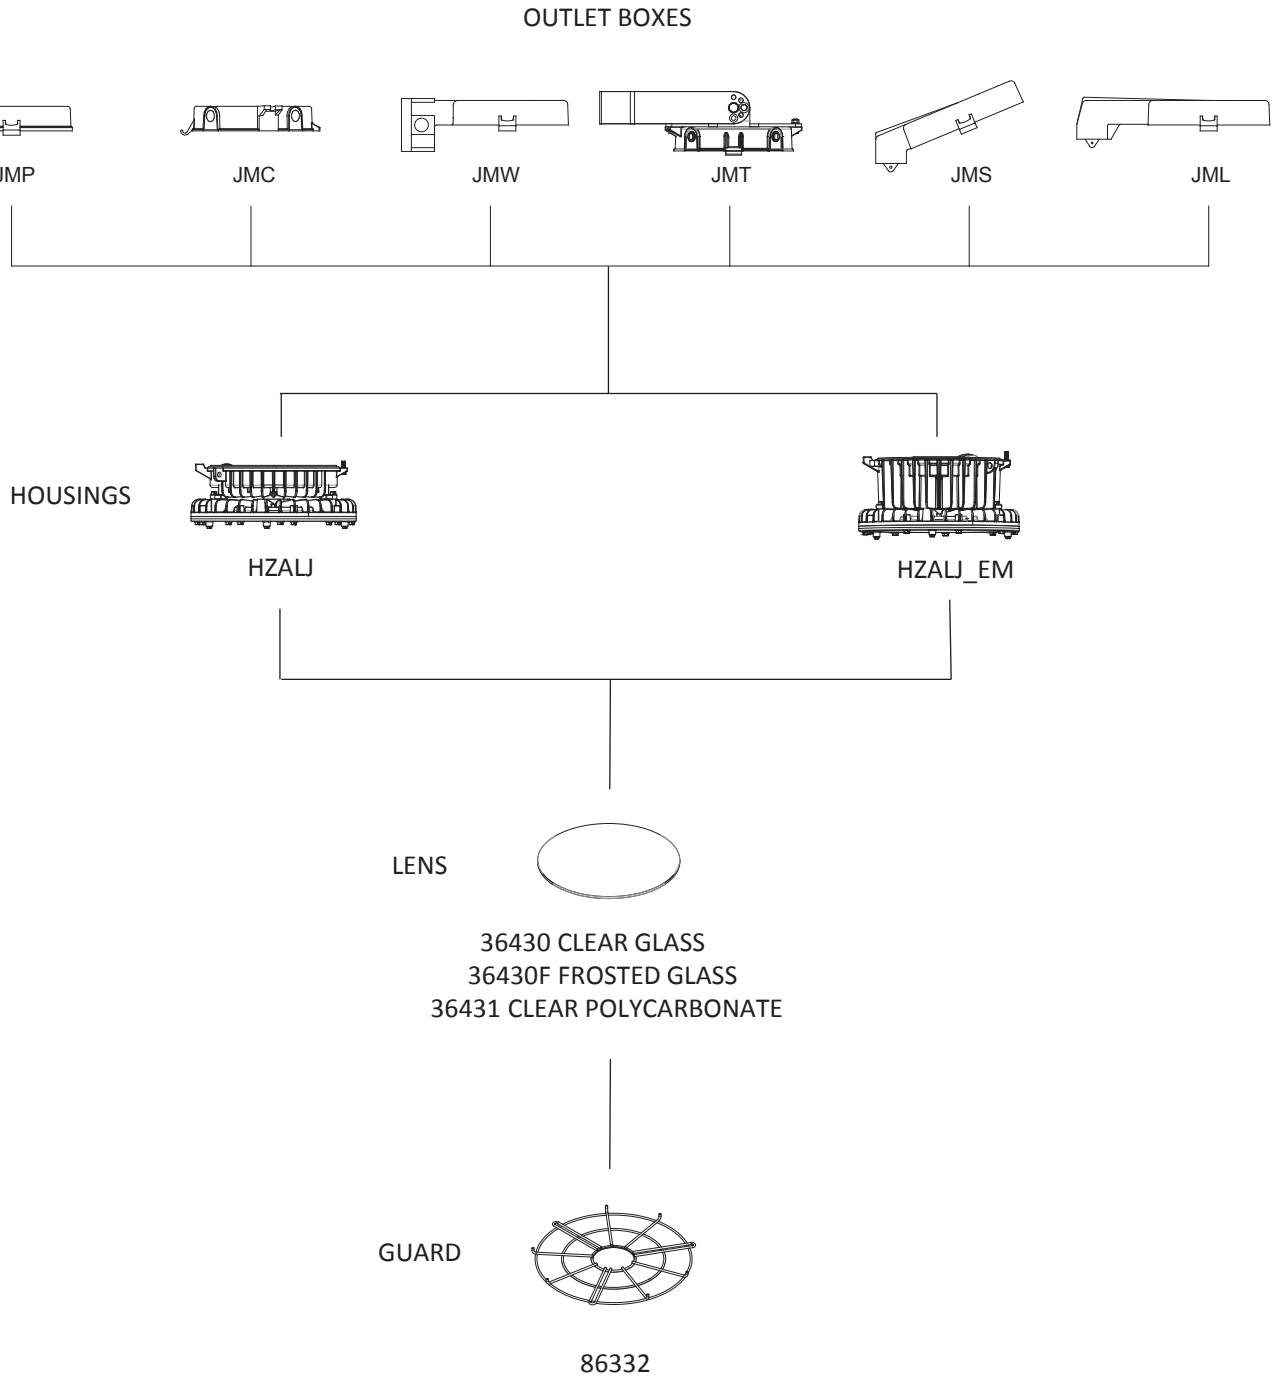 OUTLET BOXES
JMP
JMC
JMW
JMT
JMS
JML
HOUSINGS
HZALJ
HZALJ_EM
LENS
36430 CLEAR GLASS
36430F FROSTED GLASS
36431 CLEAR POLYCARBONATE
GUARD
86332